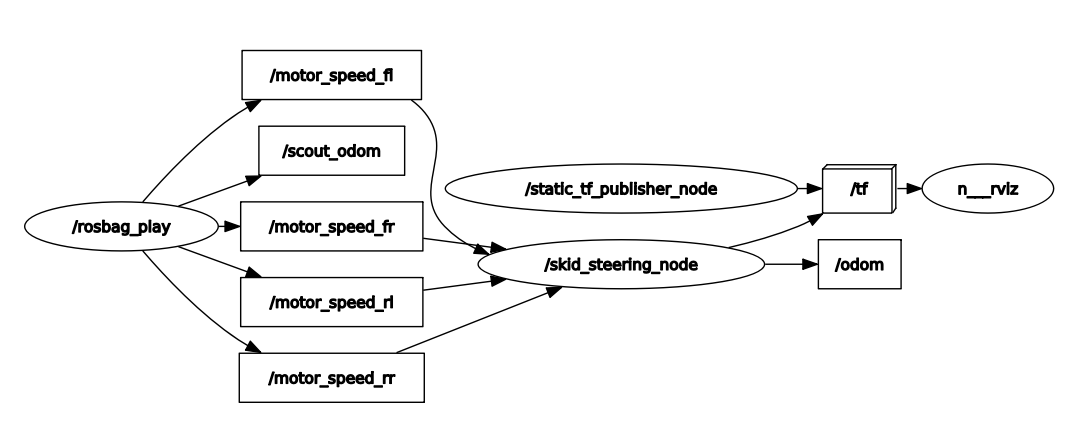 /motor_speed_fl
/scout_odom
/static_tf_publisher_node
/tf
n___rviz
/rosbag_play
/motor_speed_fr
/skid_steering_node
/odom
/motor_speed_rl
/motor_speed_rr